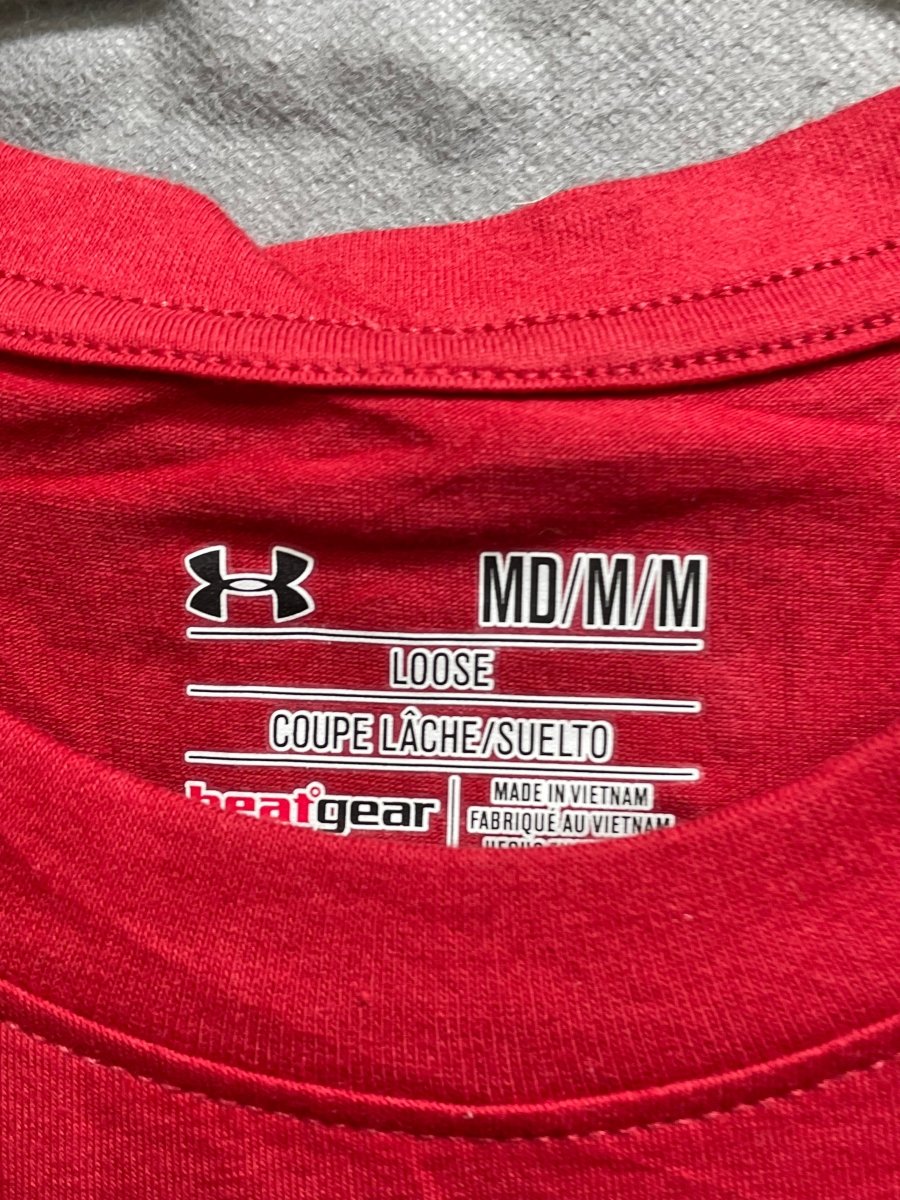 MD/M/M
LOOSE
COUPE LÂCHE/SUELTO
heatgear
MADE IN VIETNAM
FABRIQUÉ AU VIETNAM